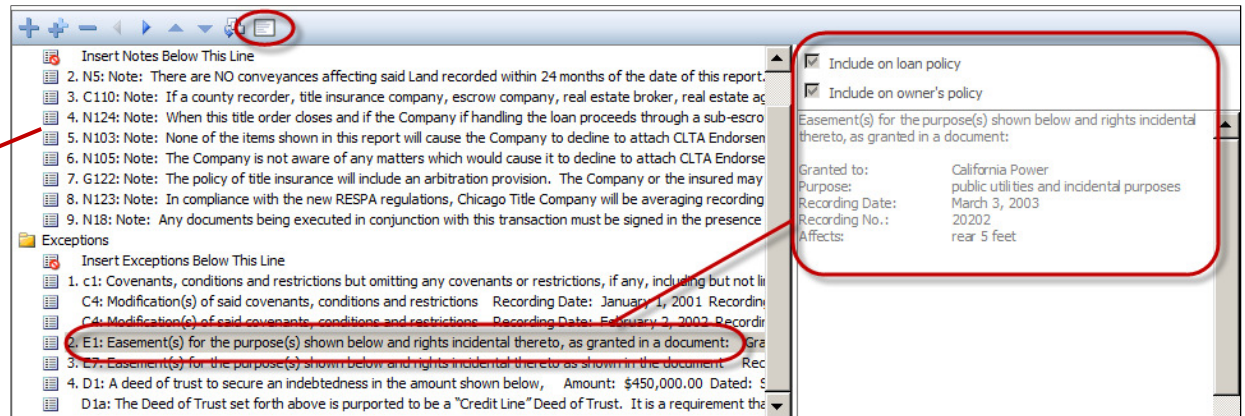 Insert Notes Below This Line
2. N5: Note: There are NO conveyances affecting said Land recorded within 24 months of the date of this report.
3. C110: Note: If a county recorder, title insurance company, escrow company, real estate broker, real estate ag
4. N124: Note: When this title order closes and if the Company if handling the loan proceeds through a sub-escro
5. N103: Note: None of the items shown in this report will cause the Company to decline to attach CLTA Endorsen
6. N105: Note: The Company is not aware of any matters which would cause it to decline to attach CLTA Endorse
7. G122: Note: The policy of title insurance will include an arbitration provision. The Company or the insured may
8. N123: Note: In compliance with the new RESPA regulations, Chicago Title Company will be averaging recording
9. N18: Note: Any documents being executed in conjunction with this transaction must be signed in the presence
Exceptions
Insert Exceptions Below This Line
1. c1: Covenants, conditions and restrictions but omitting any covenants or restrictions, if any, including but not li
C4: Modification(s) of said covenants, conditions and restrictions Recording Date: January 1, 2001 Recording
C4: Modification(s) of said covenants, conditions and restrictions Recording Date: February 2, 2002 Recordin
2. E1: Easement(s) for the purpose(s) shown below and rights incidental thereto, as granted in a document: Gra
3. E7: Easement(s) for the purpose(s) shown below and rights incidental thereto as shown in the document Rec
4. D1: A deed of trust to secure an indebtedness in the amount shown below, Amount: $450,000.00 Dated: S
D1a: The Deed of Trust set forth above is purported to be a "Credit Line" Deed of Trust. It is a requirement tha
Include on loan policy
Include on owner's policy
Easement(s) for the purpose(s) shown below and rights incidental
thereto, as granted in a document:
Granted to: California Power
Purpose: public utilities and incidental purposes
Recording Date: March 3, 2003
Recording No.: 20202
Affects: rear 5 feet